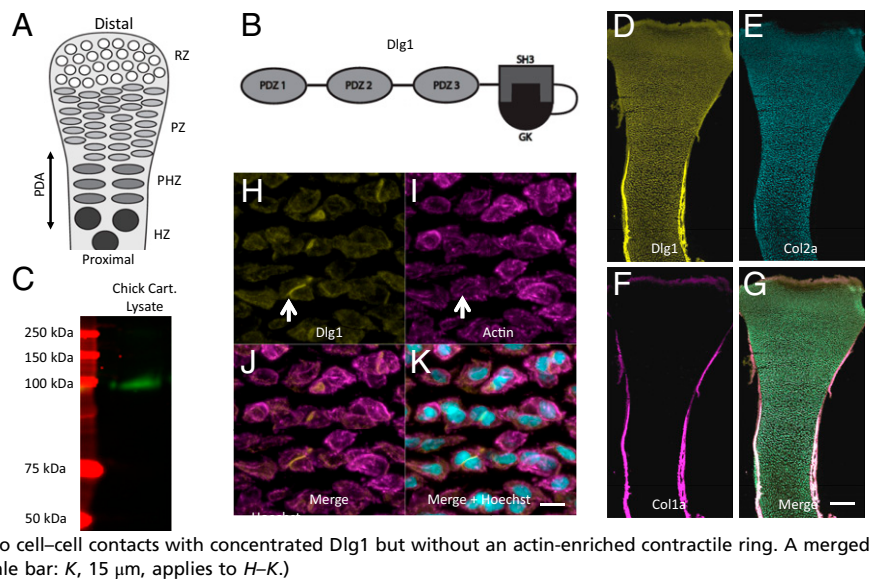 A
Distal
RZ
PZ
PDA
PHZ
HZ
Proximal
B
Dlg1
PDZ 1
PDZ 2
PDZ 3
SH3
GK
C
Chick Cart.
Lysate
250 kDa
150 kDa
100 kDa
75 kDa
50 kDa
D
Dlg1
E
Col2a
F
Col1a
G
Merge
H
Dlg1
I
Actin
J
Merge
K
Merge + Hoechst
o cell–cell contacts with concentrated Dlg1 but without an actin-enriched contractile ring. A merged
ale bar: K, 15 μm, applies to H–K.)